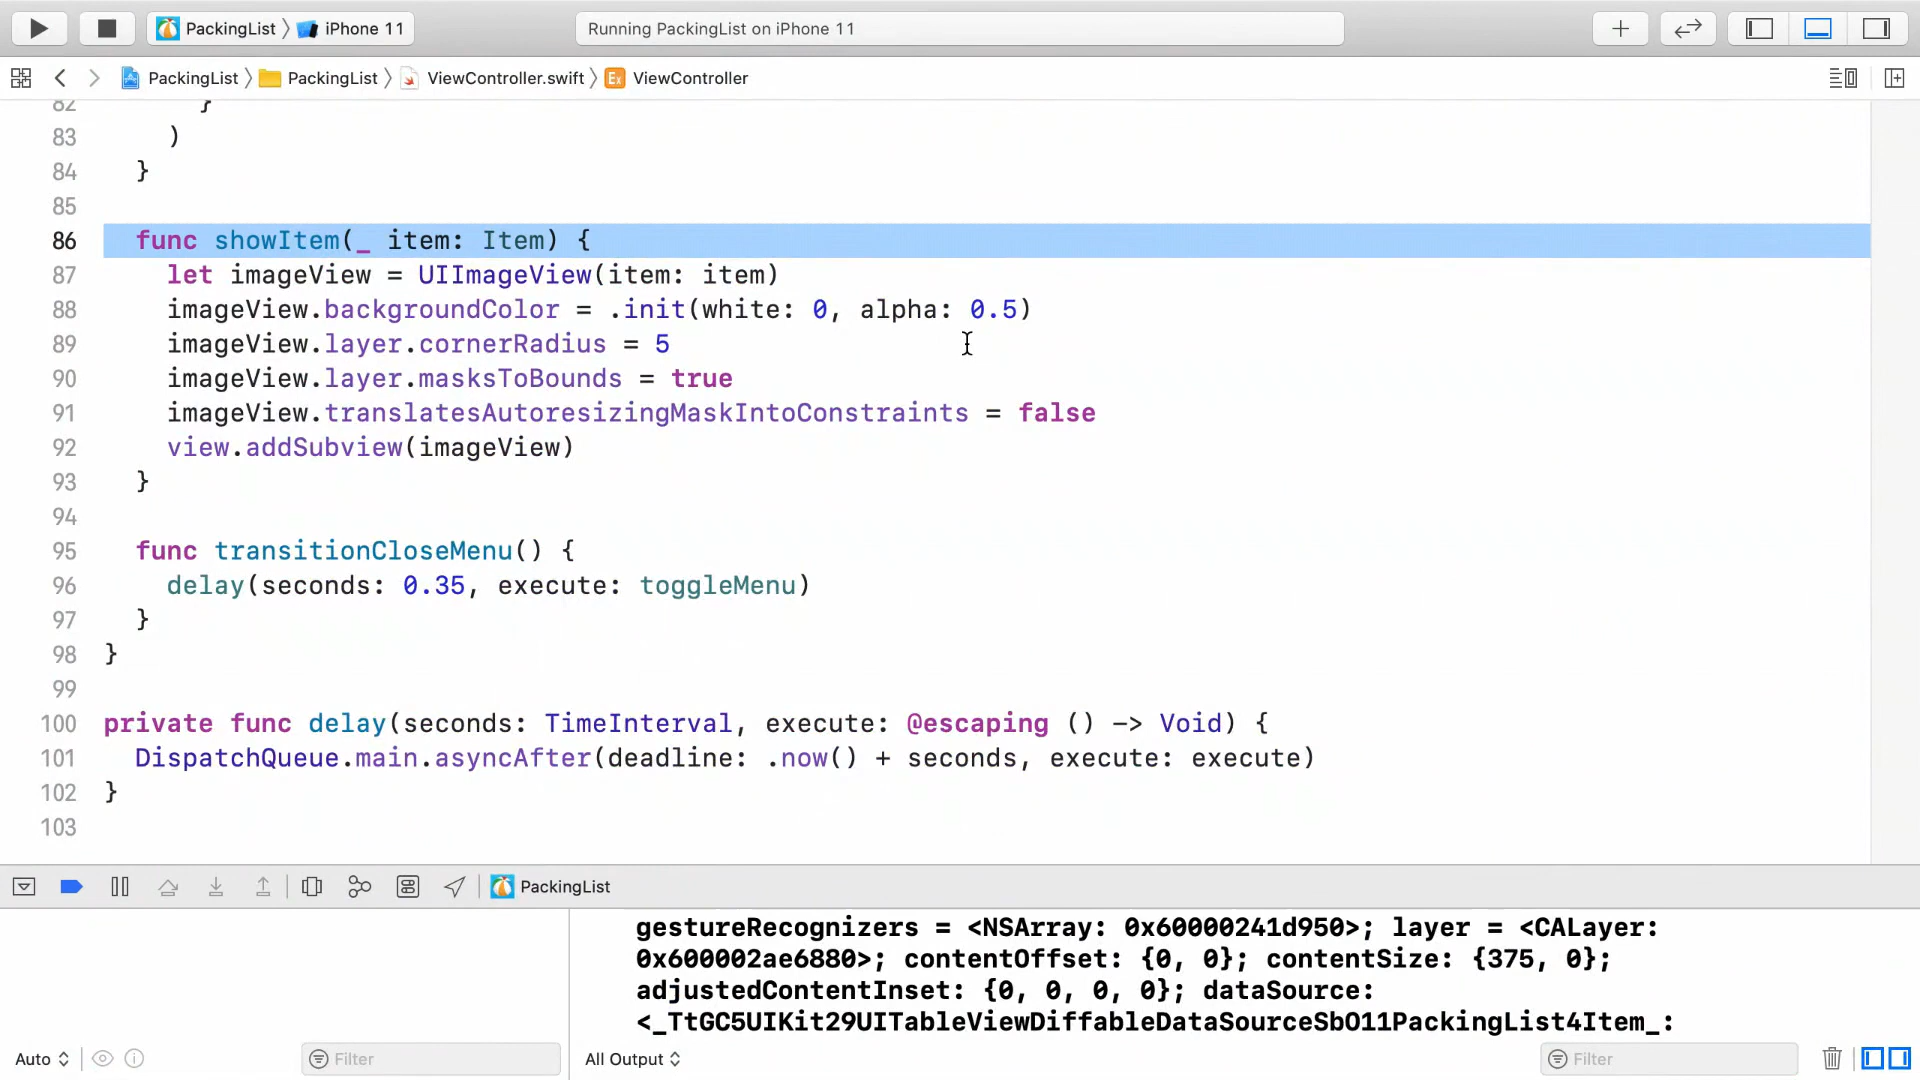 PackingList 〉 iPhone 11
Running PackingList on iPhone 11
PackingList 〉 PackingList 〉 ViewController.swift 〉 Ex ViewController
82 }
83 )
84 }
85
86 func showItem(_ item: Item) {
87 let imageView = UIImageView(item: item)
88 imageView.backgroundColor = .init(white: 0, alpha: 0.5)
89 imageView.layer.cornerRadius = 5
90 imageView.layer.masksToBounds = true
91 imageView.translatesAutoresizingMaskIntoConstraints = false
92 view.addSubview(imageView)
93 }
94
95 func transitionCloseMenu() {
96 delay(seconds: 0.35, execute: toggleMenu)
97 }
98 }
99
100 private func delay(seconds: TimeInterval, execute: @escaping () -> Void) {
101 DispatchQueue.main.asyncAfter(deadline: .now() + seconds, execute: execute)
102 }
103
PackingList
gestureRecognizers = <NSArray: 0x60000241d950>; layer = <CALayer:
0x600002ae6880>; contentOffset: {0, 0}; contentSize: {375, 0};
adjustedContentInset: {0, 0, 0, 0}; dataSource:
<_TtGC5UIKit29UITableViewDiffableDataSourceSbO11PackingList4Item_:
Auto Filter All Output Filter